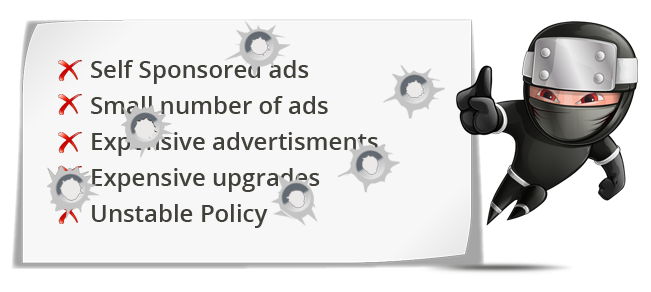 Self Sponsored ads
Small number of ads
Expensive advertisments
Expensive upgrades
Unstable Policy